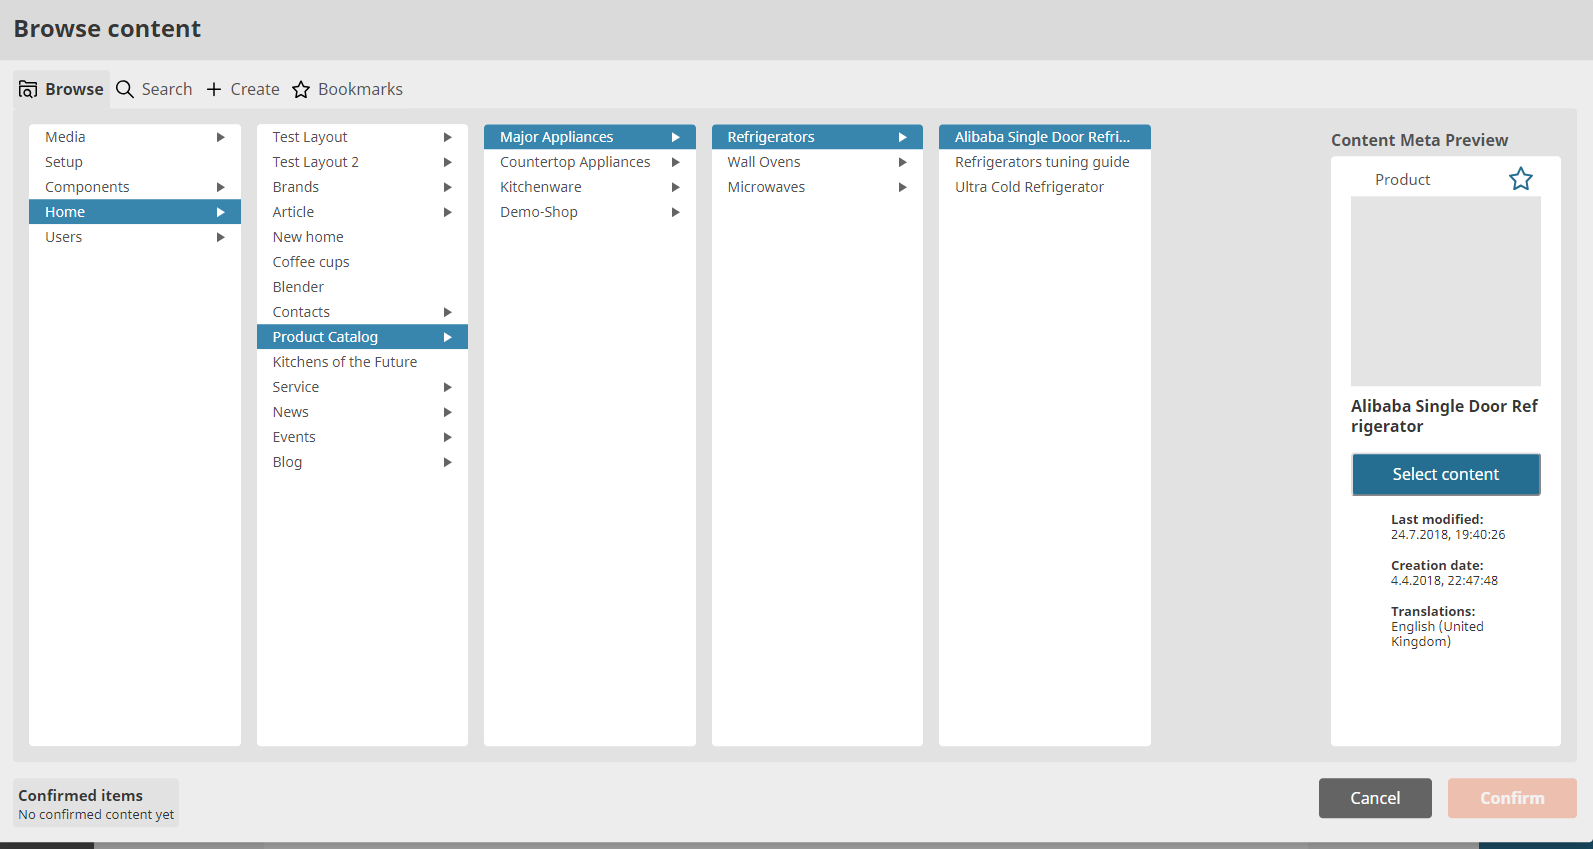 Browse content
Browse
Search
Create
Bookmarks
Media
Setup
Components
Home
Users
Test Layout
Test Layout 2
Brands
Article
New home
Coffee cups
Blender
Contacts
Product Catalog
Kitchens of the Future
Service
News
Events
Blog
Major Appliances
Countertop Appliances
Kitchenware
Demo-Shop
Refrigerators
Wall Ovens
Microwaves
Alibaba Single Door Refri...
Refrigerators tuning guide
Ultra Cold Refrigerator
Content Meta Preview
Product
Alibaba Single Door Ref
rigerator
Select content
Last modified:
24.7.2018, 19:40:26
Creation date:
4.4.2018, 22:47:48
Translations:
English (United
Kingdom)
Confirmed items
No confirmed content yet
Cancel
Confirm